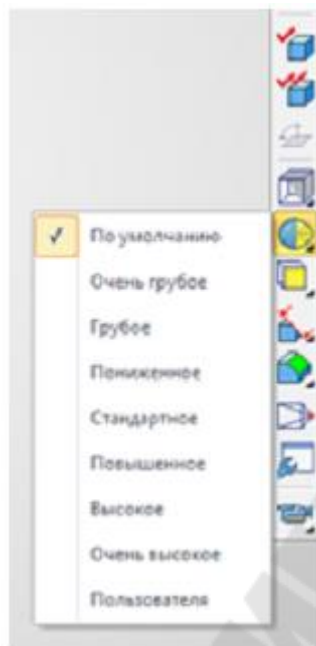 По умолчанию
Очень грубое
Грубое
Пониженное
Стандартное
Повышенное
Высокое
Очень высокое
Пользователя